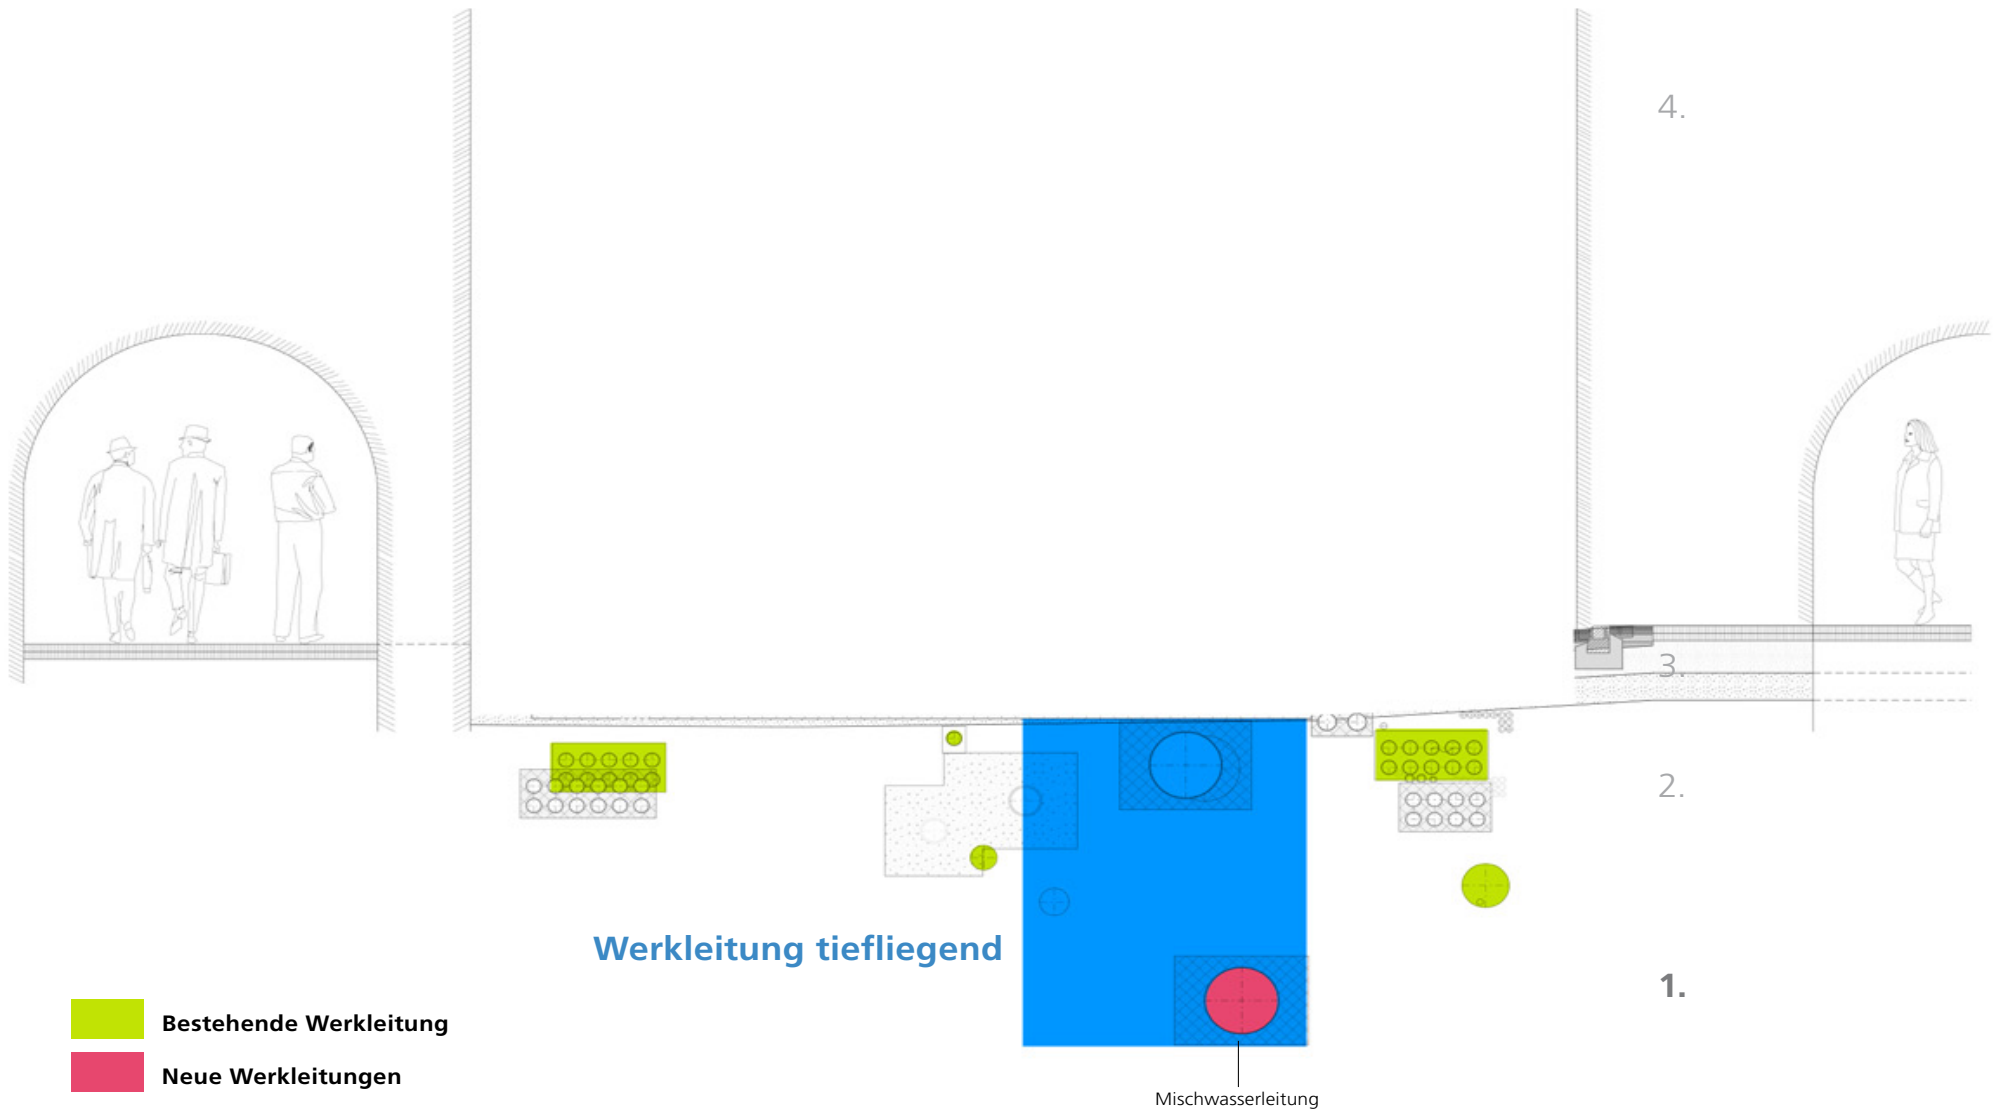 4.
3.
2.
Werkleitung tiefliegend
1.
Bestehende Werkleitung
Neue Werkleitungen
Mischwasserleitung